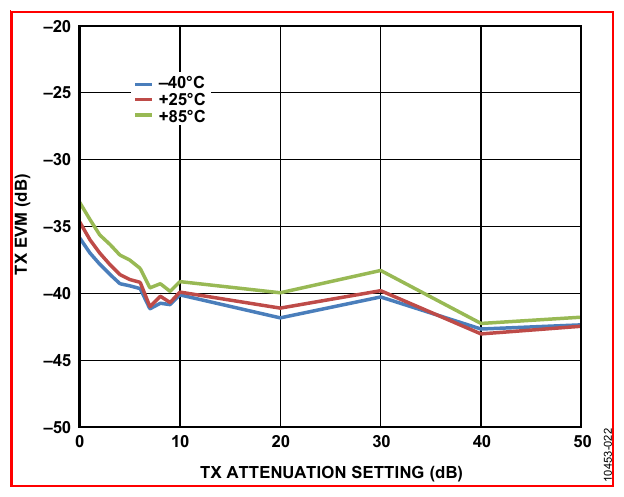 –20
–25
–30
–35
–40
–45
–50
TX EVM (dB)
–40°C
+25°C
+85°C
0 10 20 30 40 50
TX ATTENUATION SETTING (dB)
10453-022